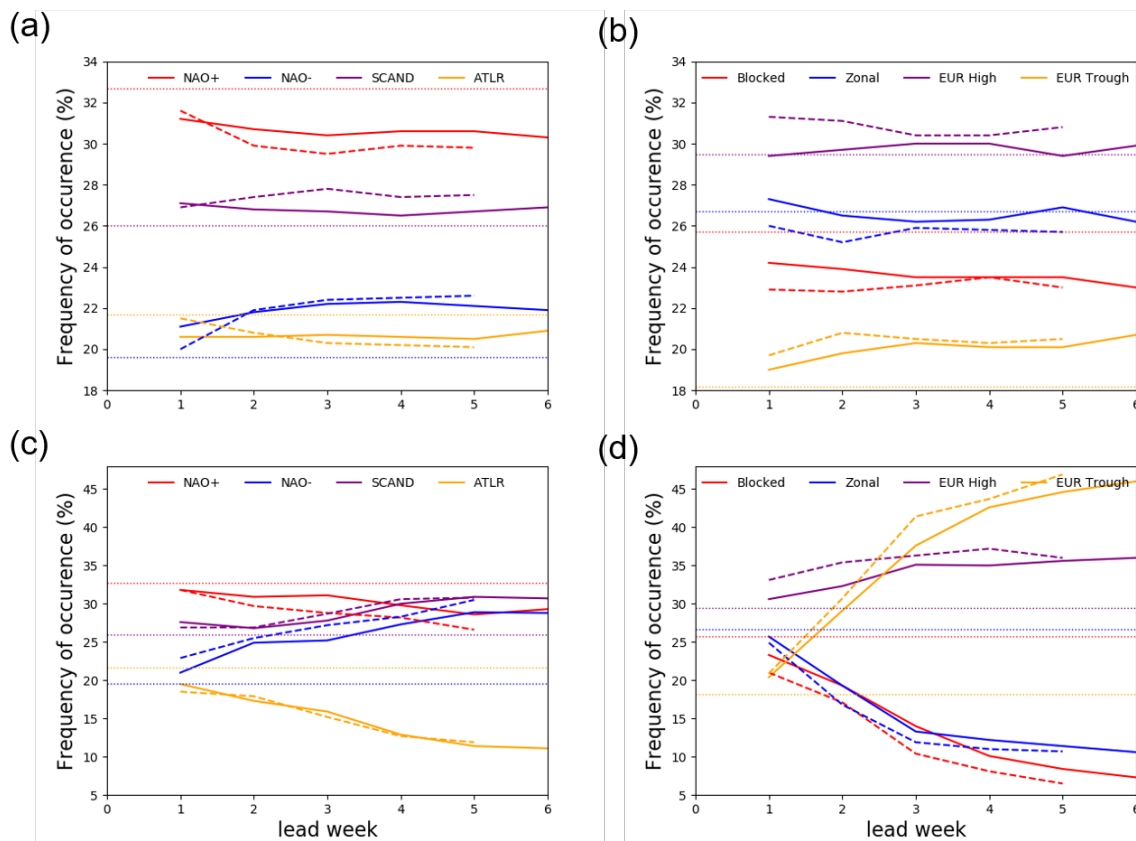 (a)
NAO+ NAO- SCAND ATLR
Frequency of occurence (%)
34
32
30
28
26
24
22
20
18
0 1 2 3 4 5 6
(b)
Blocked Zonal EUR High EUR Trough
Frequency of occurence (%)
34
32
30
28
26
24
22
20
18
0 1 2 3 4 5 6
(c)
NAO+ NAO- SCAND ATLR
Frequency of occurence (%)
45
40
35
30
25
20
15
10
5
0 1 2 3 4 5 6
lead week
(d)
Blocked Zonal EUR High EUR Trough
Frequency of occurence (%)
45
40
35
30
25
20
15
10
5
0 1 2 3 4 5 6
lead week